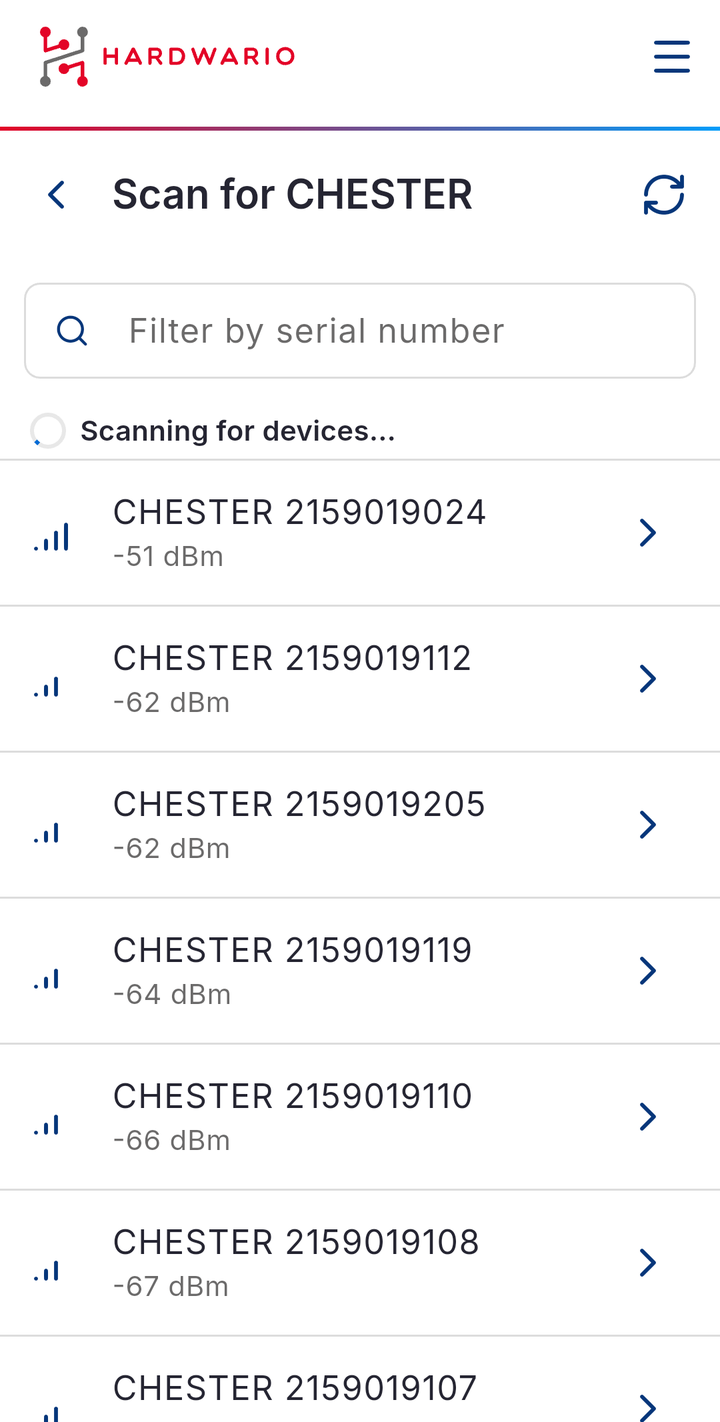 HARDWARIO
Scan for CHESTER
Filter by serial number
Scanning for devices...
CHESTER 2159019024
-51 dBm
CHESTER 2159019112
-62 dBm
CHESTER 2159019205
-62 dBm
CHESTER 2159019119
-64 dBm
CHESTER 2159019110
-66 dBm
CHESTER 2159019108
-67 dBm
CHESTER 2159019107